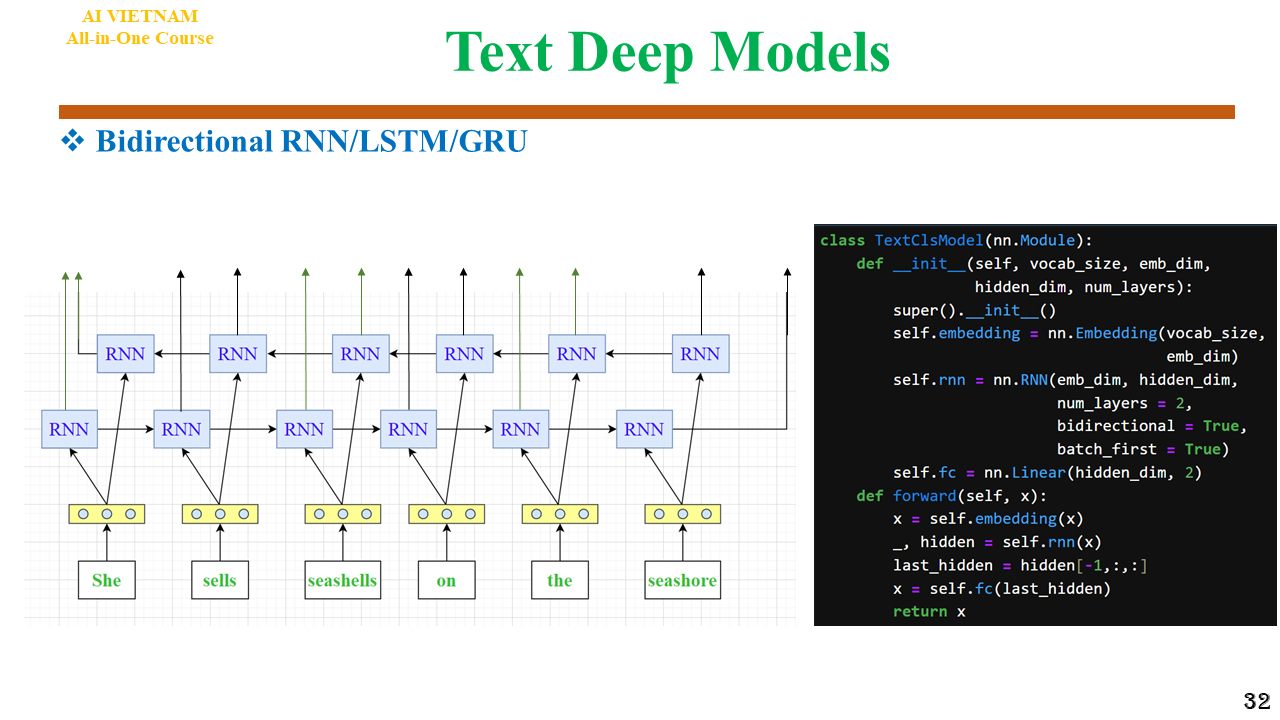 AI VIETNAM
All-in-One Course
Text Deep Models
❖ Bidirectional RNN/LSTM/GRU
RNN RNN RNN RNN RNN RNN
RNN RNN RNN RNN RNN RNN
She sells seashells on the seashore
class TextClsModel(nn.Module):
    def __init__(self, vocab_size, emb_dim,
                 hidden_dim, num_layers):
        super().__init__()
        self.embedding = nn.Embedding(vocab_size,
                                      emb_dim)
        self.rnn = nn.RNN(emb_dim, hidden_dim,
                          num_layers = 2,
                          bidirectional = True,
                          batch_first = True)
        self.fc = nn.Linear(hidden_dim, 2)
    def forward(self, x):
        x = self.embedding(x)
        _, hidden = self.rnn(x)
        last_hidden = hidden[-1,:,:]
        x = self.fc(last_hidden)
        return x
32